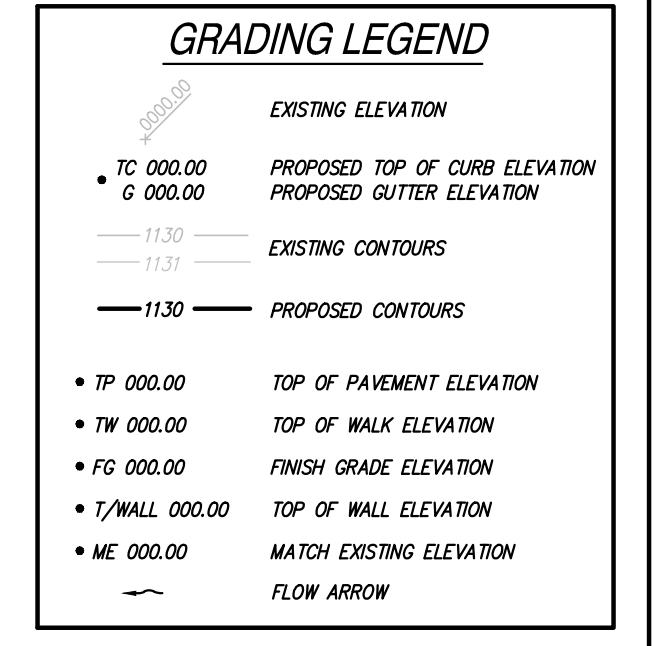 GRADING LEGEND
0000.00 EXISTING ELEVATION
TC 000.00 PROPOSED TOP OF CURB ELEVATION
G 000.00 PROPOSED GUTTER ELEVATION
1130
EXISTING CONTOURS
1131
1130 PROPOSED CONTOURS
TP 000.00 TOP OF PAVEMENT ELEVATION
TW 000.00 TOP OF WALK ELEVATION
FG 000.00 FINISH GRADE ELEVATION
T/WALL 000.00 TOP OF WALL ELEVATION
ME 000.00 MATCH EXISTING ELEVATION
FLOW ARROW